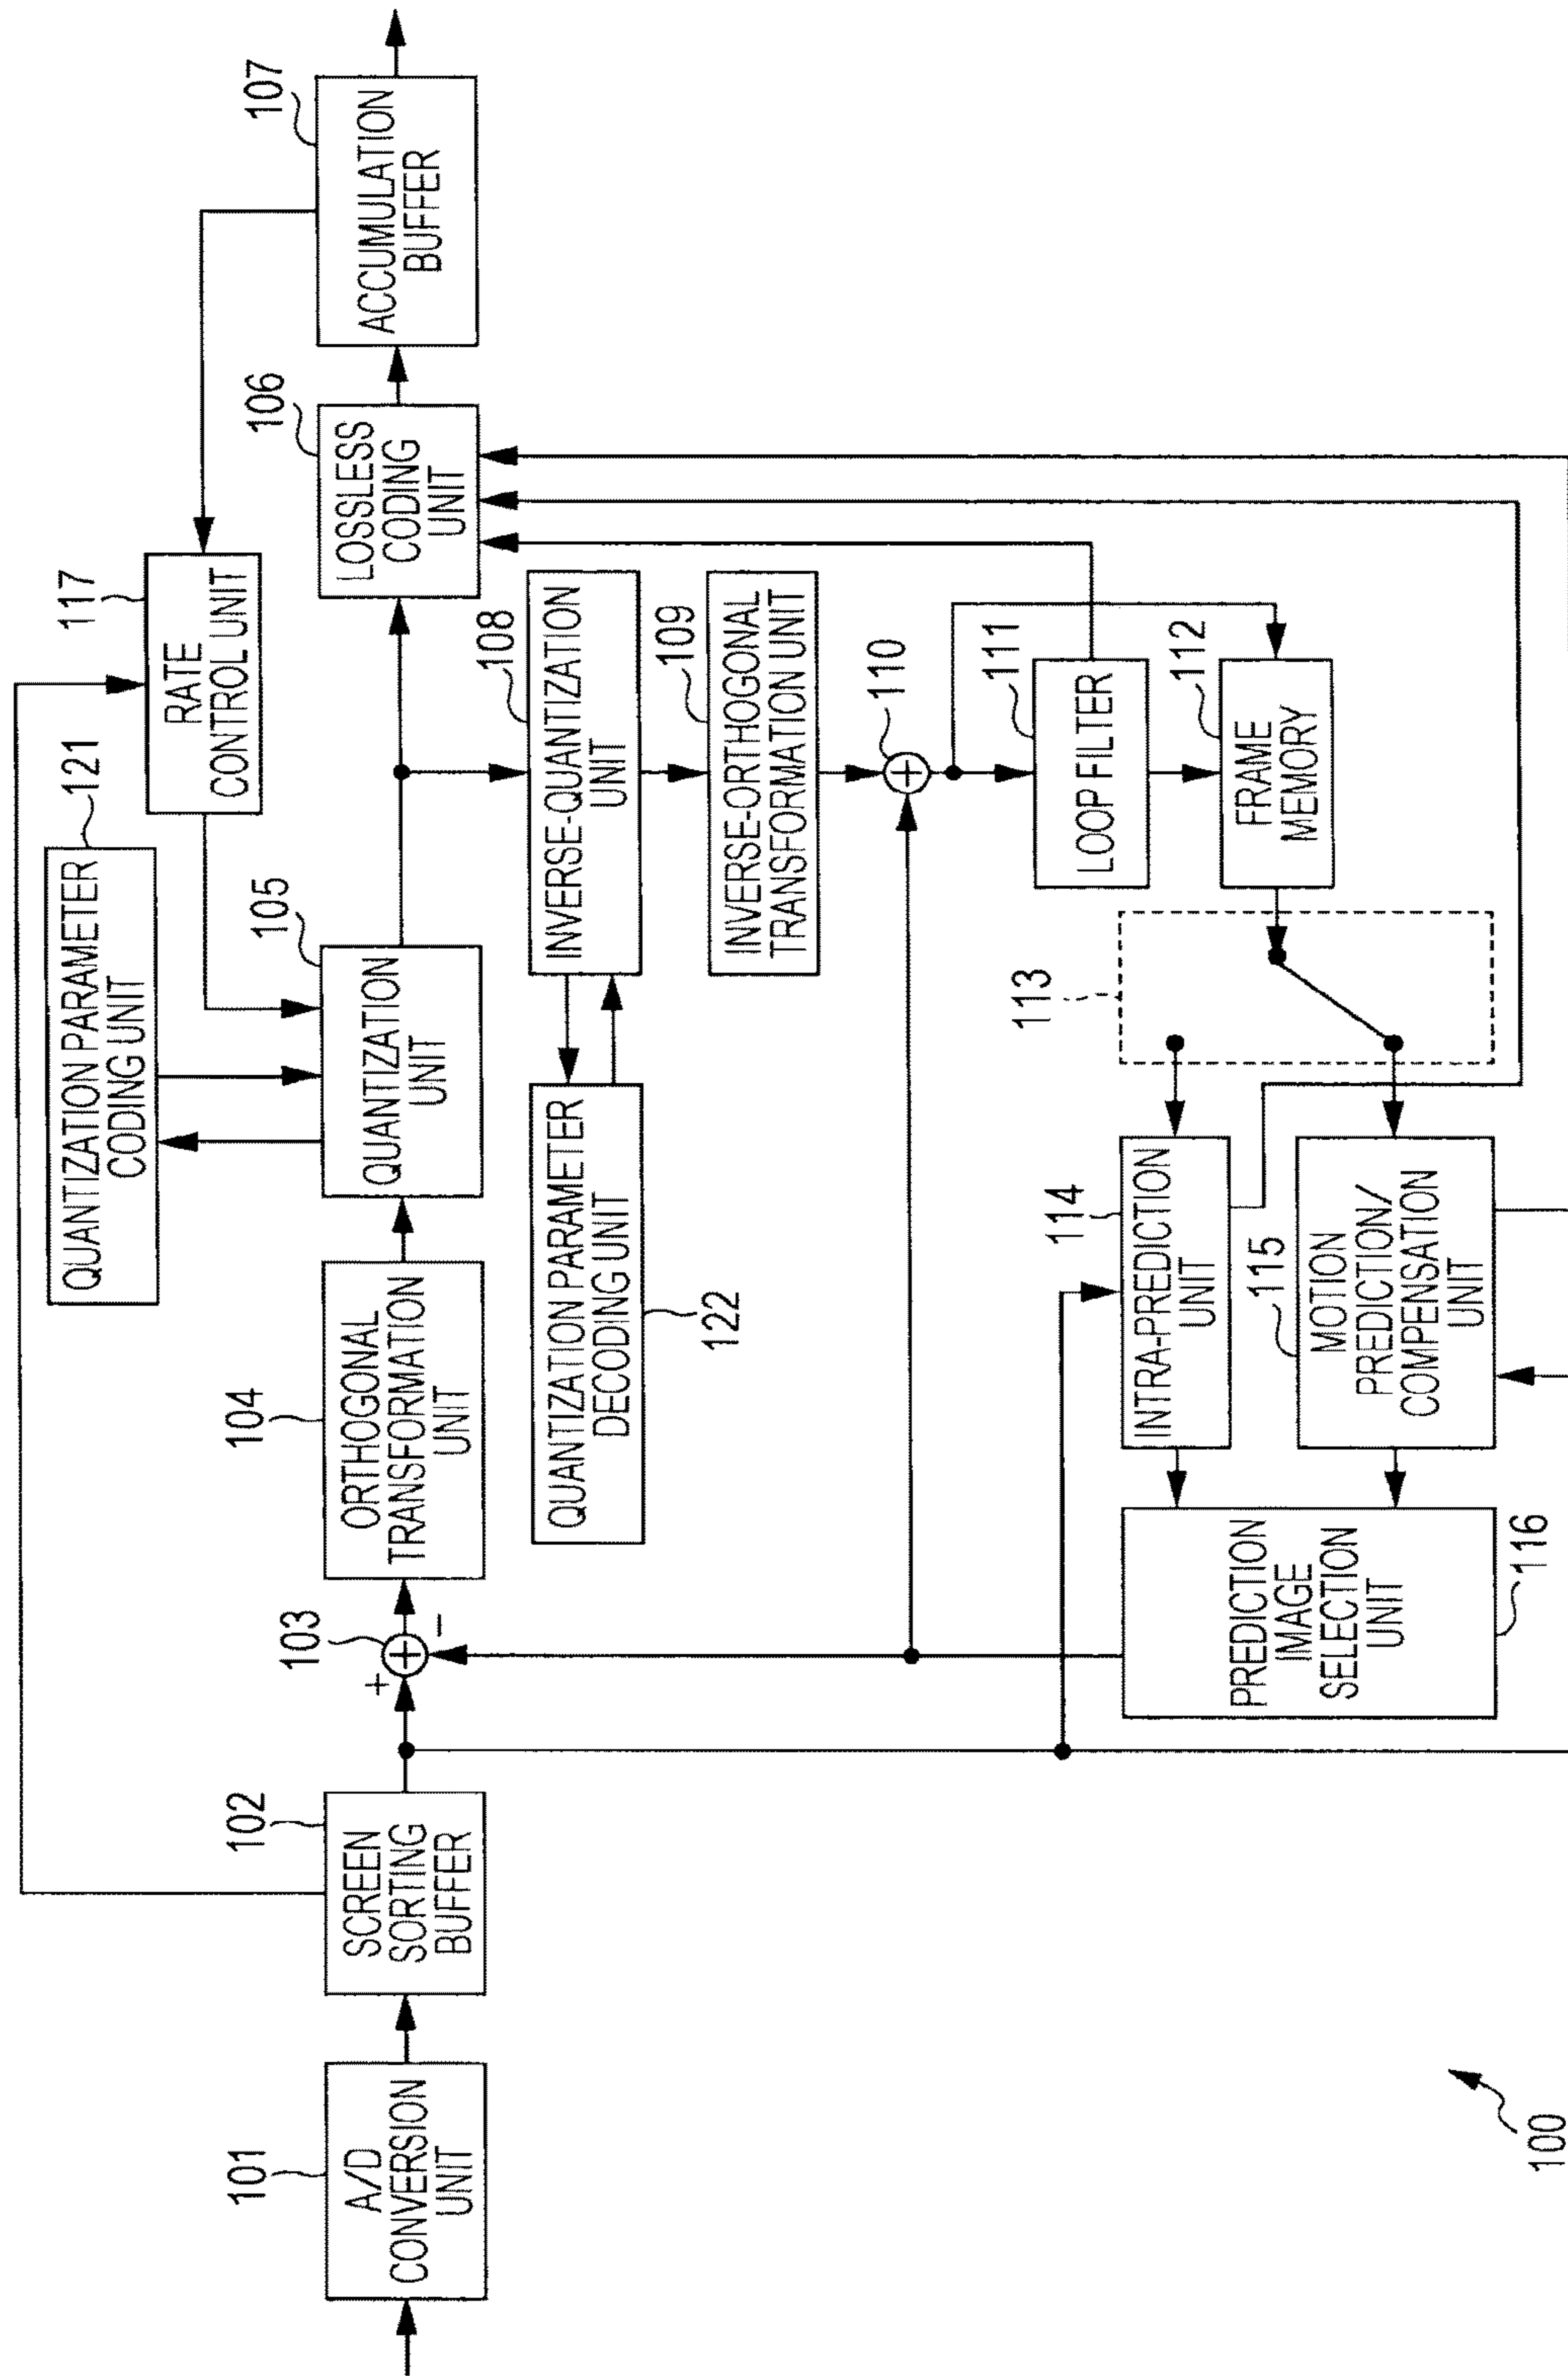 101
A/D
CONVERSION
UNIT
102
SCREEN
SORTING
BUFFER
103
+
−
104
ORTHOGONAL
TRANSFORMATION
UNIT
QUANTIZATION PARAMETER
CODING UNIT
121
105
QUANTIZATION
UNIT
117
RATE
CONTROL UNIT
106
LOSSLESS
CODING
UNIT
107
ACCUMULATION
BUFFER
QUANTIZATION PARAMETER
DECODING UNIT
122
108
INVERSE-QUANTIZATION
UNIT
109
INVERSE-ORTHOGONAL
TRANSFORMATION UNIT
110
+
111
LOOP FILTER
112
FRAME
MEMORY
113
114
INTRA-PREDICTION
UNIT
115
MOTION
PREDICTION/
COMPENSATION
UNIT
PREDICTION
IMAGE
SELECTION
UNIT
116
100